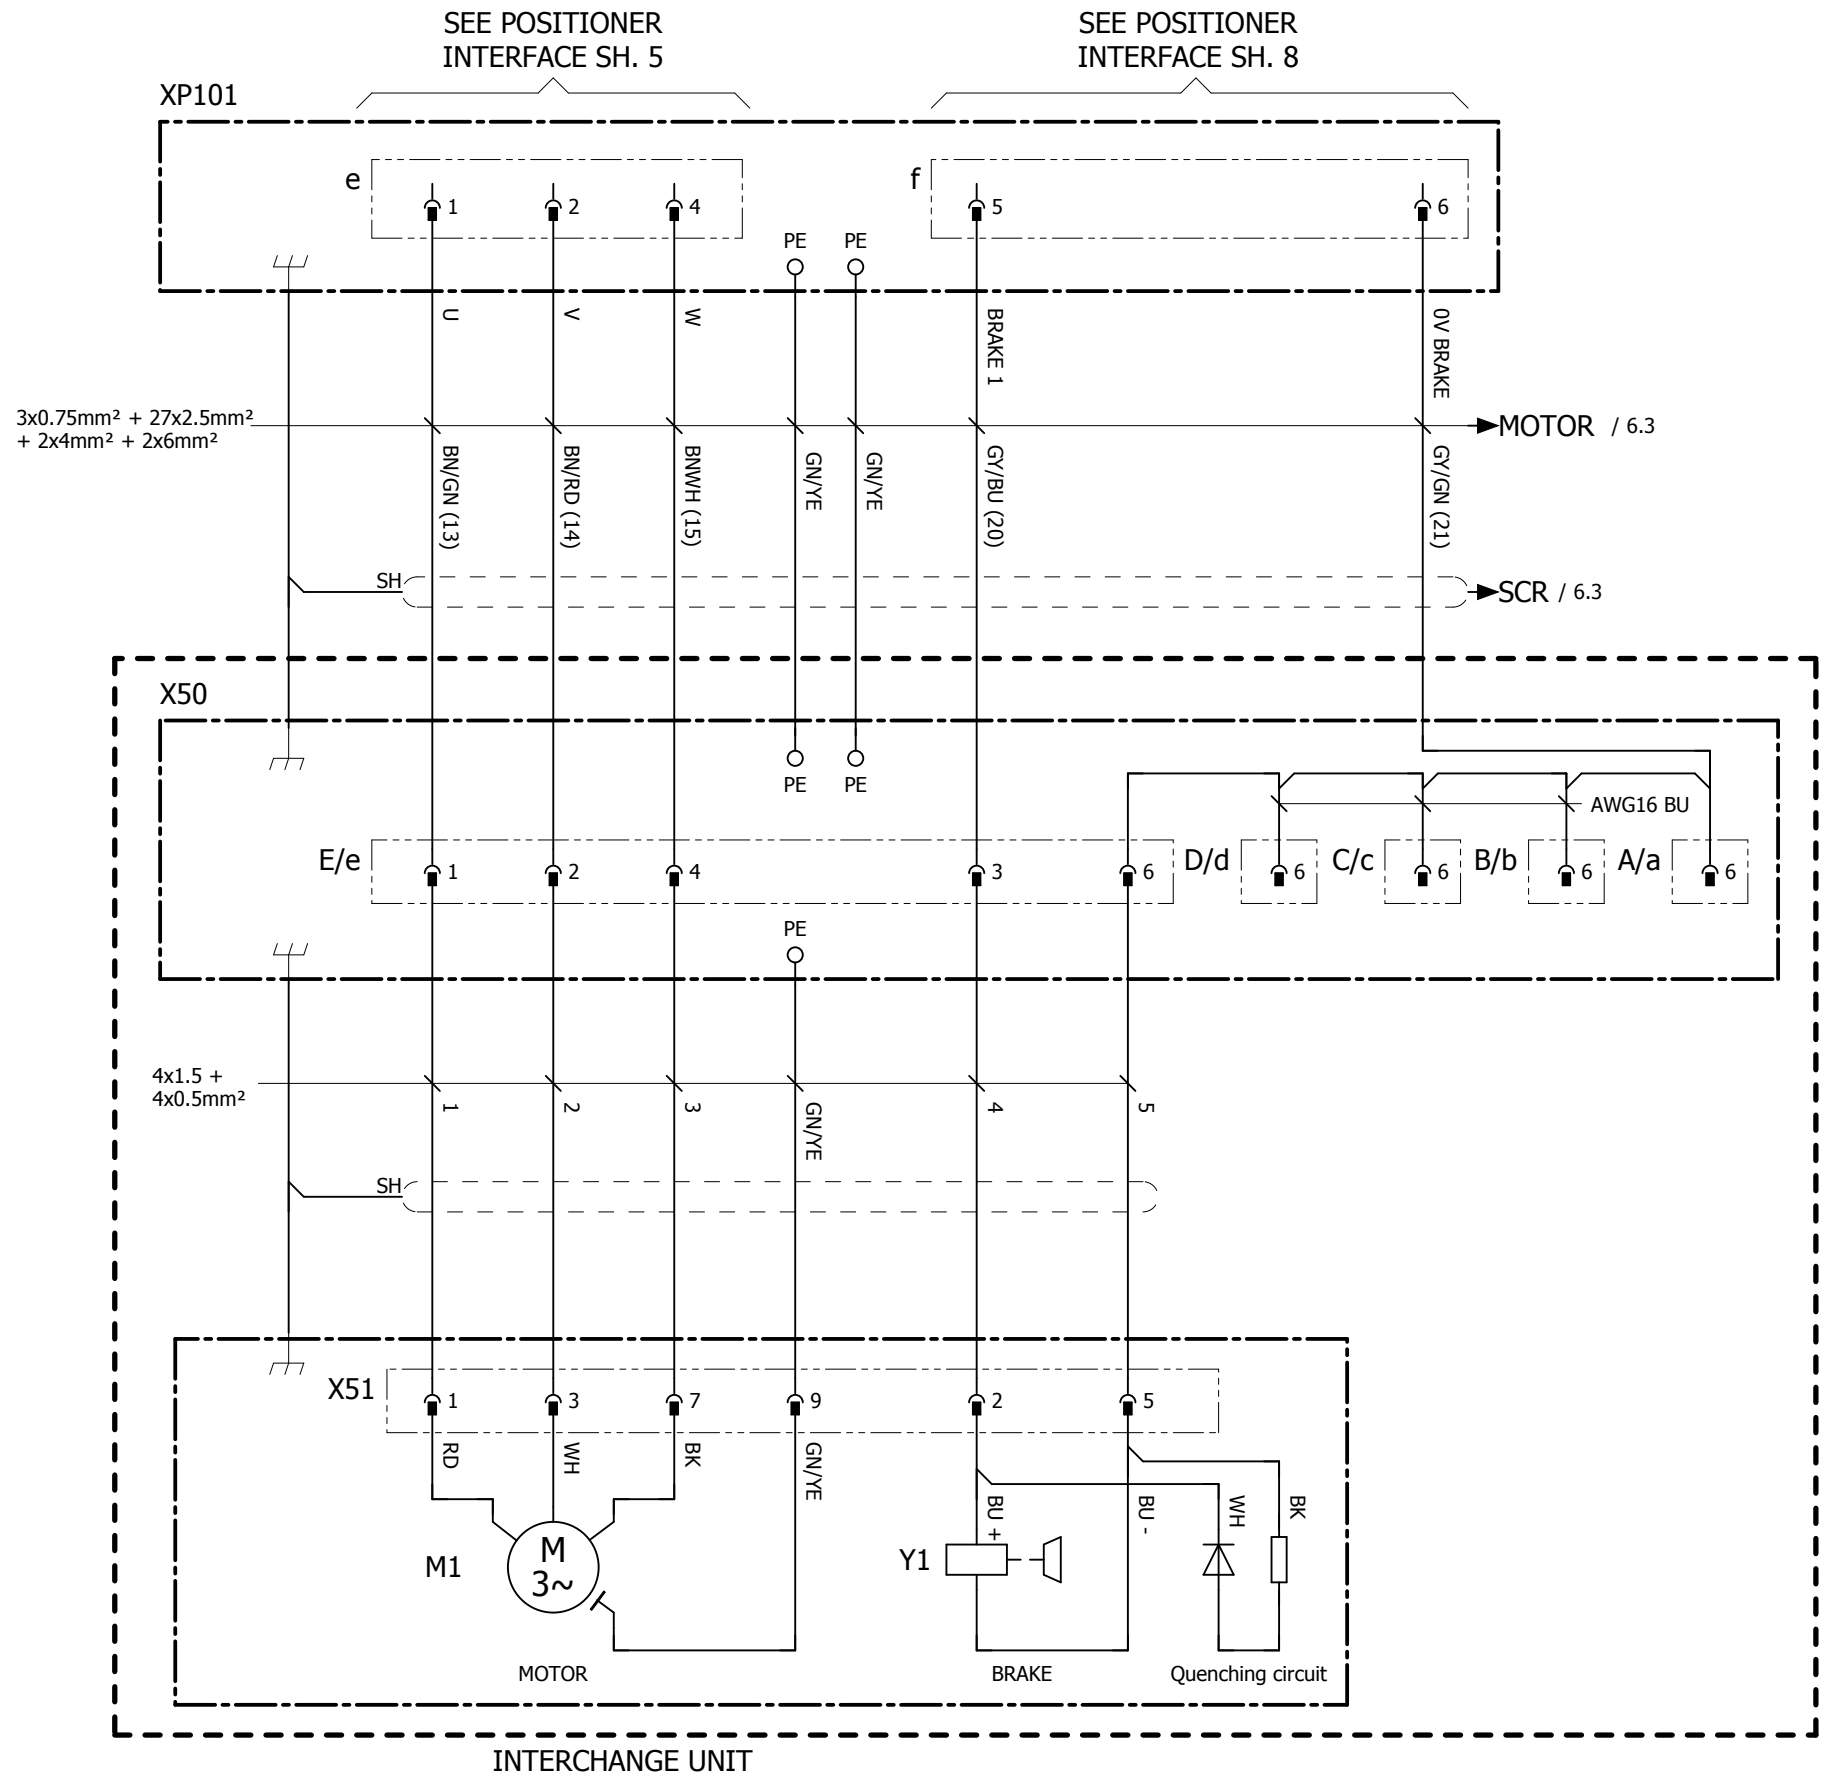 SEE POSITIONER
INTERFACE SH. 5
SEE POSITIONER
INTERFACE SH. 8
XP101
e
1
2
4
f
5
6
PE
PE
U
V
W
BRAKE 1
0V BRAKE
3x0.75mm² + 27x2.5mm²
+ 2x4mm² + 2x6mm²
MOTOR / 6.3
BN/GN (13)
BN/RD (14)
BNWH (15)
GN/YE
GN/YE
GY/BU (20)
GY/GN (21)
SH
SCR / 6.3
X50
PE
PE
AWG16 BU
E/e
1
2
4
3
6
D/d
6
C/c
6
B/b
6
A/a
6
PE
4x1.5 +
4x0.5mm²
1
2
3
GN/YE
4
5
SH
X51
1
3
7
9
2
5
RD
WH
BK
GN/YE
BU +
BU -
WH
BK
M1
M
3~
Y1
MOTOR
BRAKE
Quenching circuit
INTERCHANGE UNIT